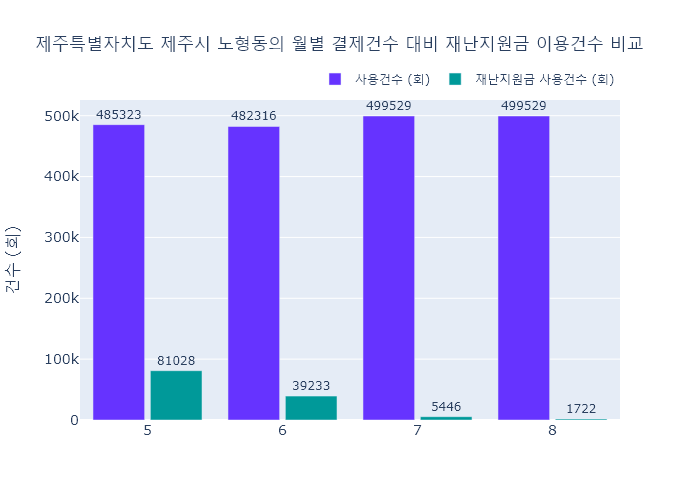 제주특별자치도 제주시 노형동의 월별 결제건수 대비 재난지원금 이용건수 비교
사용건수 (회) 재난지원금 사용건수 (회)
건수 (회)
500k
400k
300k
200k
100k
0
485323 482316 499529 499529
81028 39233 5446 1722
5 6 7 8